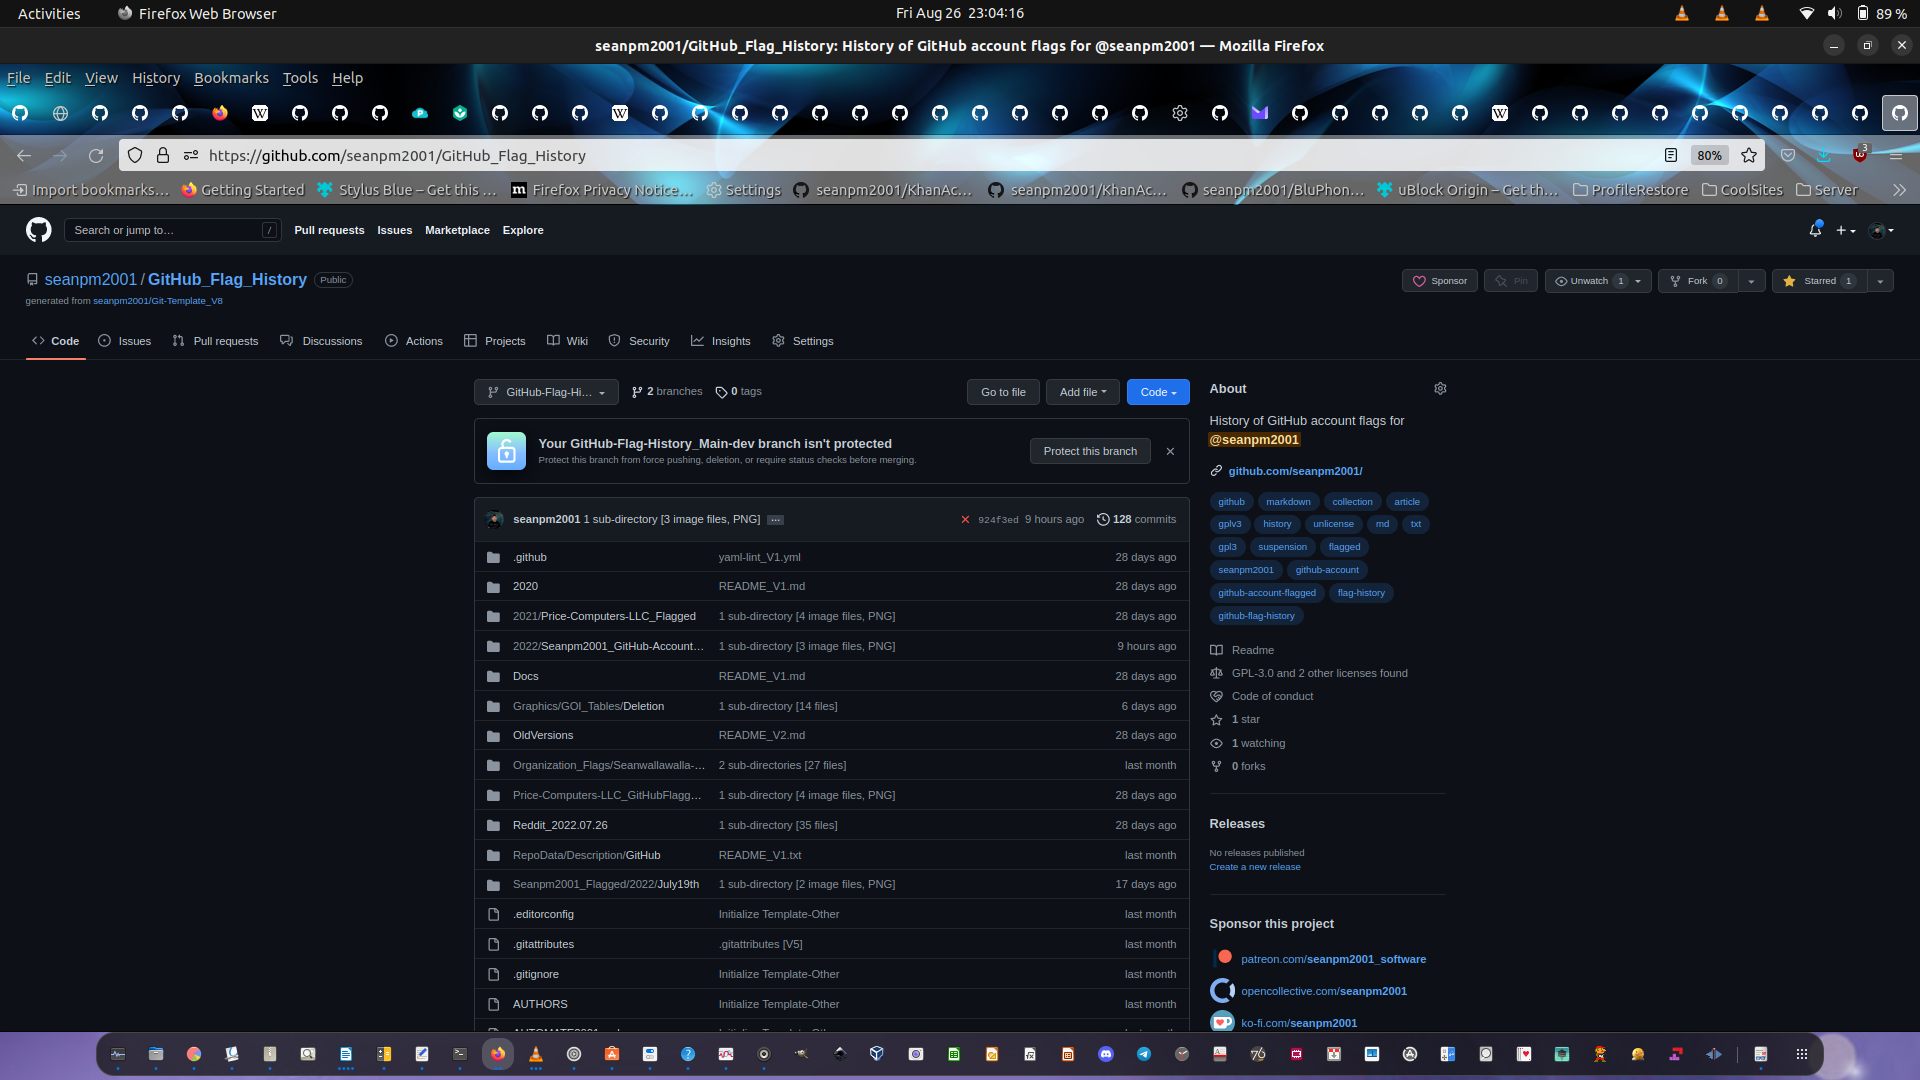 Activities
Firefox Web Browser
Fri Aug 26 23:04:16
89 %
seanpm2001/GitHub_Flag_History: History of GitHub account flags for @seanpm2001 — Mozilla Firefox
File Edit View History Bookmarks Tools Help
https://github.com/seanpm2001/GitHub_Flag_History
80%
3
Import bookmarks…
Getting Started
Stylus Blue – Get this …
Firefox Privacy Notice…
Settings
seanpm2001/KhanAc…
seanpm2001/KhanAc…
seanpm2001/BluPhon…
uBlock Origin – Get th…
ProfileRestore
CoolSites
Server
Search or jump to…
/
Pull requests
Issues
Marketplace
Explore
seanpm2001 / GitHub_Flag_History
Public
Sponsor
Pin
Unwatch 1
Fork 0
Starred 1
generated from seanpm2001/Git-Template_V8
Code
Issues
Pull requests
Discussions
Actions
Projects
Wiki
Security
Insights
Settings
GitHub-Flag-Hi…
2 branches
0 tags
Go to file
Add file
Code
Your GitHub-Flag-History_Main-dev branch isn't protected
Protect this branch from force pushing, deletion, or require status checks before merging.
Protect this branch
seanpm2001 1 sub-directory [3 image files, PNG] …
924f3ed 9 hours ago
128 commits
.github yaml-lint_V1.yml 28 days ago
2020 README_V1.md 28 days ago
2021/Price-Computers-LLC_Flagged 1 sub-directory [4 image files, PNG] 28 days ago
2022/Seanpm2001_GitHub-Account… 1 sub-directory [3 image files, PNG] 9 hours ago
Docs README_V1.md 28 days ago
Graphics/GOI_Tables/Deletion 1 sub-directory [14 files] 6 days ago
OldVersions README_V2.md 28 days ago
Organization_Flags/Seanwallawalla-… 2 sub-directories [27 files] last month
Price-Computers-LLC_GitHubFlagg… 1 sub-directory [4 image files, PNG] 28 days ago
Reddit_2022.07.26 1 sub-directory [35 files] 28 days ago
RepoData/Description/GitHub README_V1.txt last month
Seanpm2001_Flagged/2022/July19th 1 sub-directory [2 image files, PNG] 17 days ago
.editorconfig Initialize Template-Other last month
.gitattributes .gitattributes [V5] last month
.gitignore Initialize Template-Other last month
AUTHORS Initialize Template-Other last month
About
History of GitHub account flags for
@seanpm2001
github.com/seanpm2001/
github markdown collection article
gplv3 history unlicense md txt
gpl3 suspension flagged
seanpm2001 github-account
github-account-flagged flag-history
github-flag-history
Readme
GPL-3.0 and 2 other licenses found
Code of conduct
1 star
1 watching
0 forks
Releases
No releases published
Create a new release
Sponsor this project
patreon.com/seanpm2001_software
opencollective.com/seanpm2001
ko-fi.com/seanpm2001